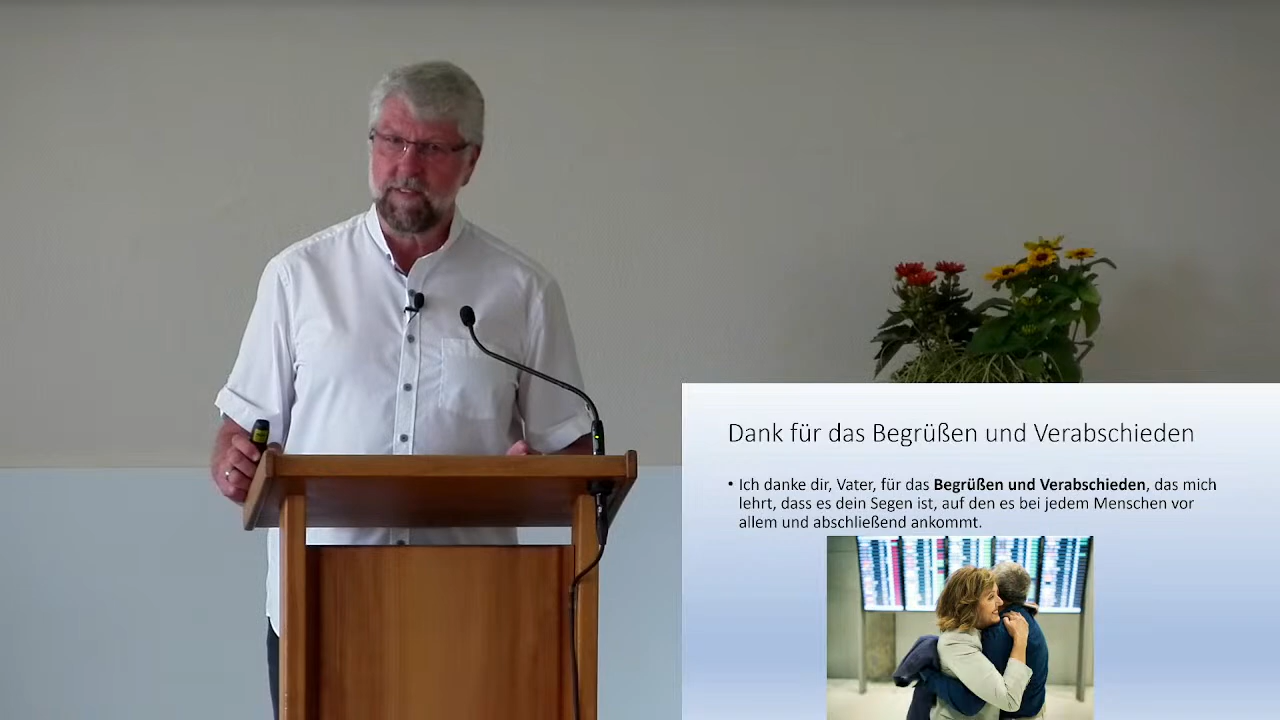 Dank für das Begrüßen und Verabschieden
• Ich danke dir, Vater, für das Begrüßen und Verabschieden, das mich
lehrt, dass es dein Segen ist, auf den es bei jedem Menschen vor
allem und abschließend ankommt.